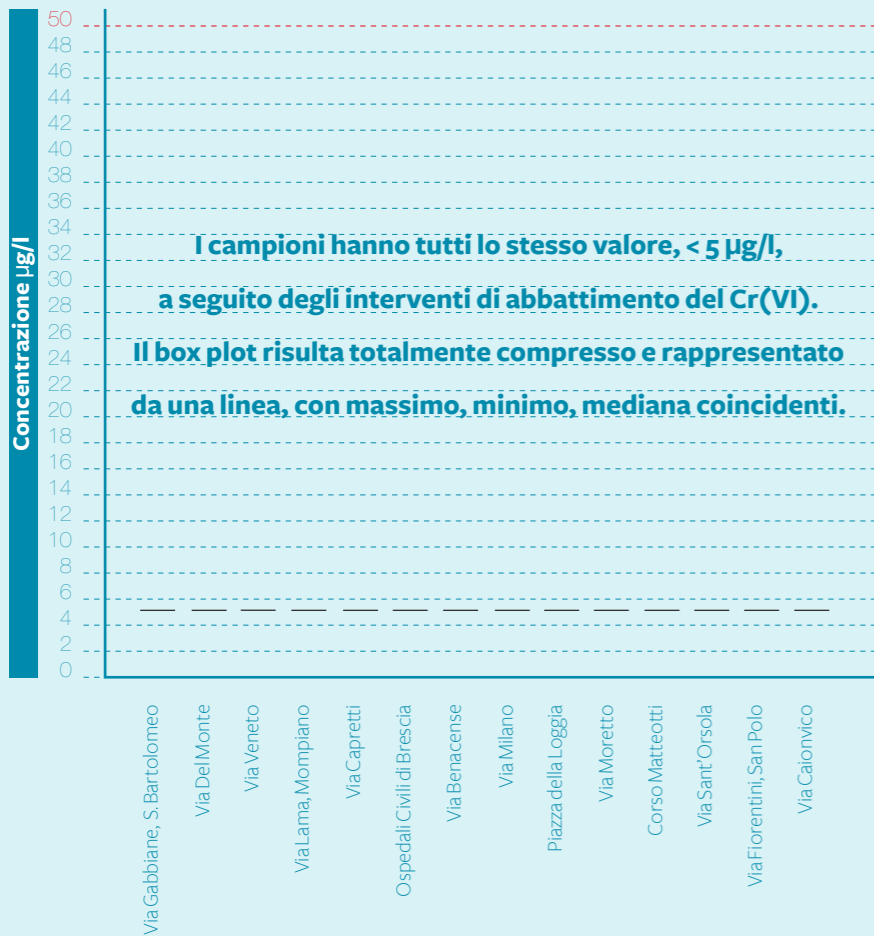 Concentrazione µg/l
50
48
46
44
42
40
38
36
34
32
30
28
26
24
22
20
18
16
14
12
10
8
6
4
2
0
I campioni hanno tutti lo stesso valore, < 5 µg/l,
a seguito degli interventi di abbattimento del Cr(VI).
Il box plot risulta totalmente compresso e rappresentato
da una linea, con massimo, minimo, mediana coincidenti.
Via Gabbiane, S. Bartolomeo
Via Del Monte
Via Veneto
Via Lama, Mompiano
Via Capretti
Ospedali Civili di Brescia
Via Benacense
Via Milano
Piazza della Loggia
Via Moretto
Corso Matteotti
Via Sant'Orsola
Via Fiorentini, San Polo
Via Caionvico